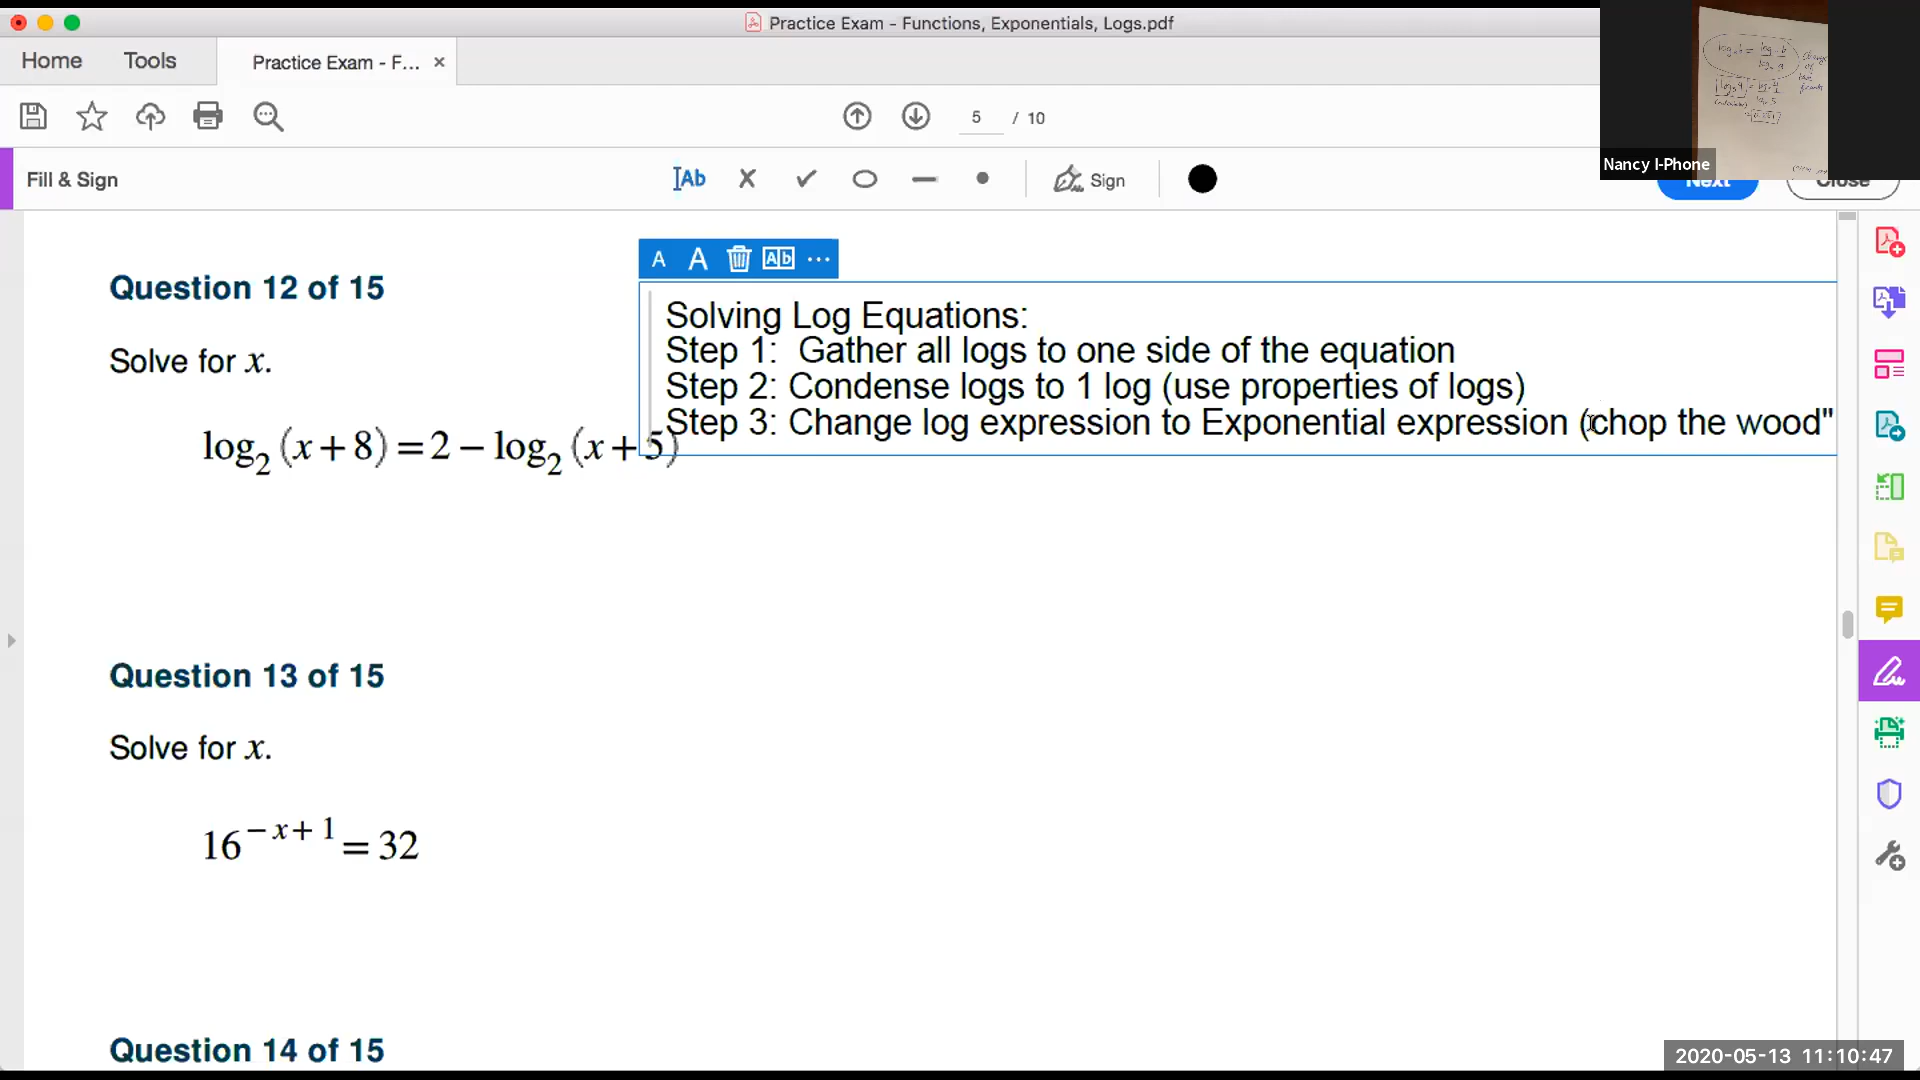 Practice Exam - Functions, Exponentials, Logs.pdf
Home
Tools
Practice Exam - F... ×
5 / 10
Fill & Sign
Ab
Sign
Next
Close
Nancy I-Phone
A A Ab ...
Question 12 of 15
Solve for x.
log₂ (x + 8) = 2 − log₂ (x + 5)
Solving Log Equations:
Step 1:  Gather all logs to one side of the equation
Step 2: Condense logs to 1 log (use properties of logs)
Step 3: Change log expression to Exponential expression (chop the wood"
Question 13 of 15
Solve for x.
16^(−x + 1) = 32
Question 14 of 15
2020-05-13 11:10:47